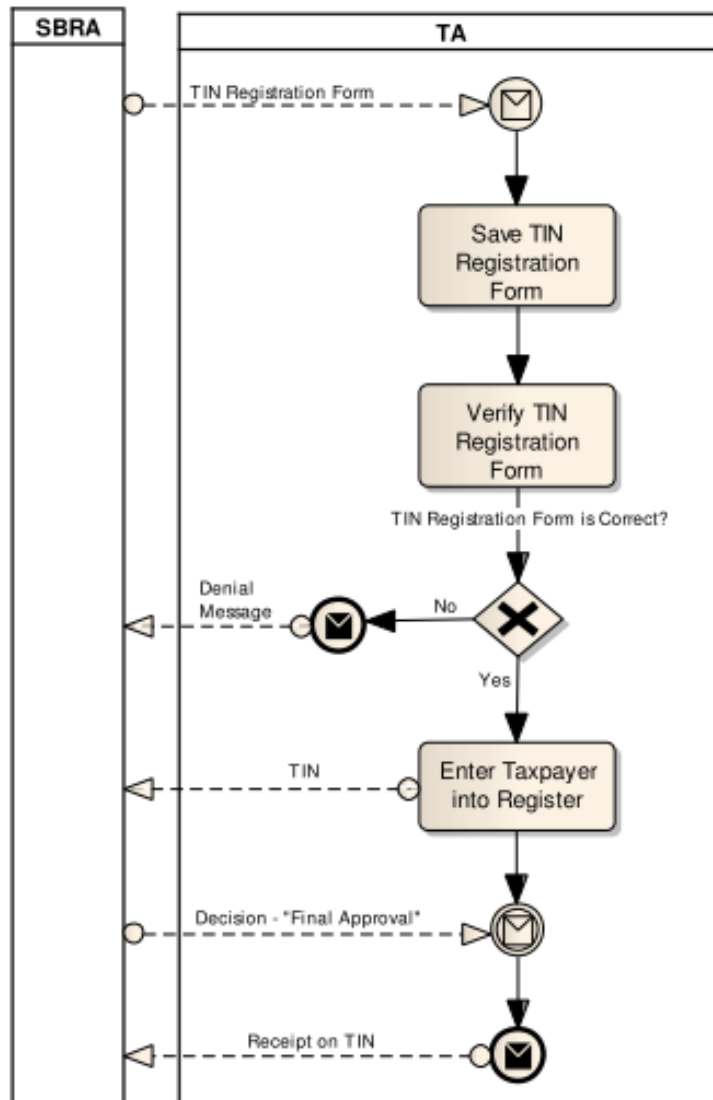 SBRA
TA
TIN Registration Form
Save TIN
Registration
Form
Verify TIN
Registration
Form
TIN Registration Form is Correct?
Denial
Message
No
Yes
TIN
Enter Taxpayer
into Register
Decision - "Final Approval"
Receipt on TIN